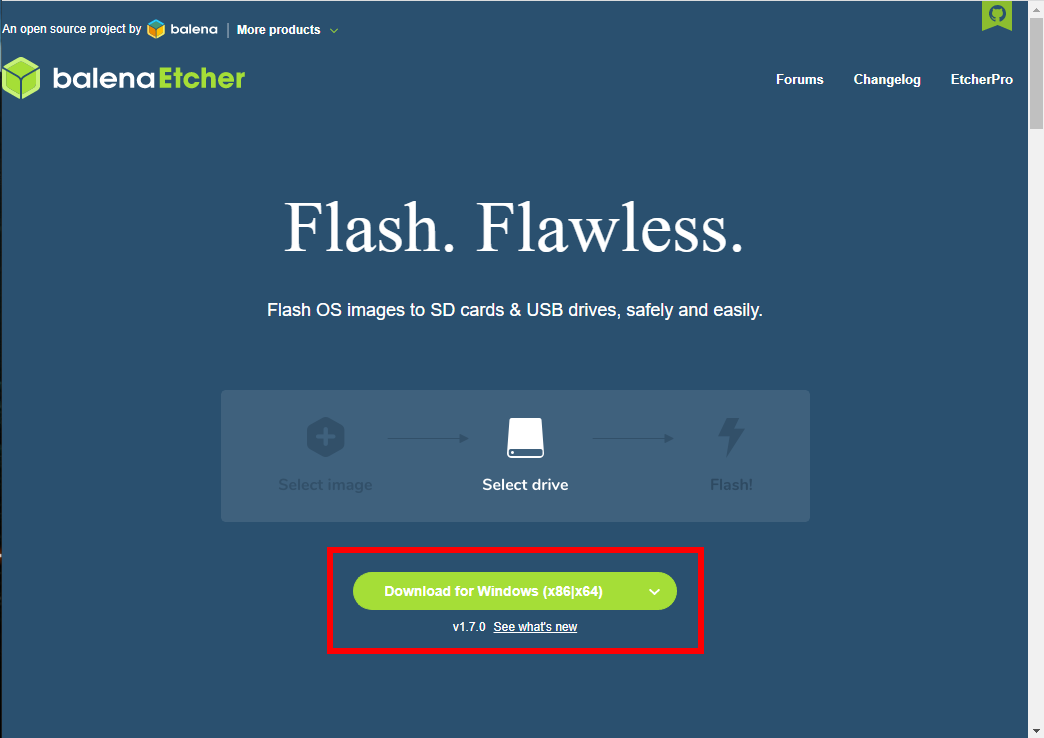 An open source project by balena | More products
balenaEtcher
Forums Changelog EtcherPro
Flash. Flawless.
Flash OS images to SD cards & USB drives, safely and easily.
Select image Select drive Flash!
Download for Windows (x86|x64)
v1.7.0 See what's new